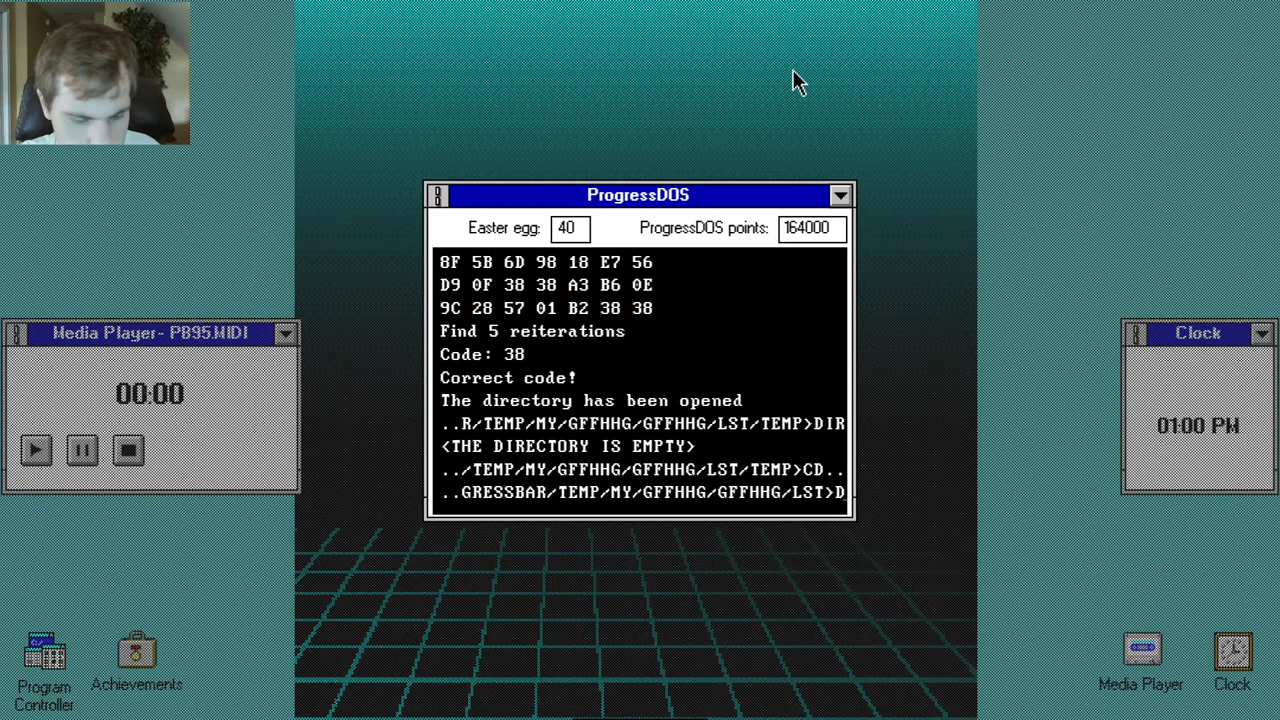 ProgressDOS
Easter egg: 40 ProgressDOS points: 164000
8F 5B 6D 98 18 E7 56
D9 0F 38 38 A3 B6 0E
9C 28 57 01 B2 38 38
Find 5 reiterations
Code: 38
Correct code!
The directory has been opened
..R/TEMP/MY/GFFHHG/GFFHHG/LST/TEMP>DIR
<THE DIRECTORY IS EMPTY>
../TEMP/MY/GFFHHG/GFFHHG/LST/TEMP>CD..
..GRESSBAR/TEMP/MY/GFFHHG/GFFHHG/LST>D_
Media Player- PB95.MIDI
00:00
Clock
01:00 PM
Program
Controller
Achievements
Media Player
Clock